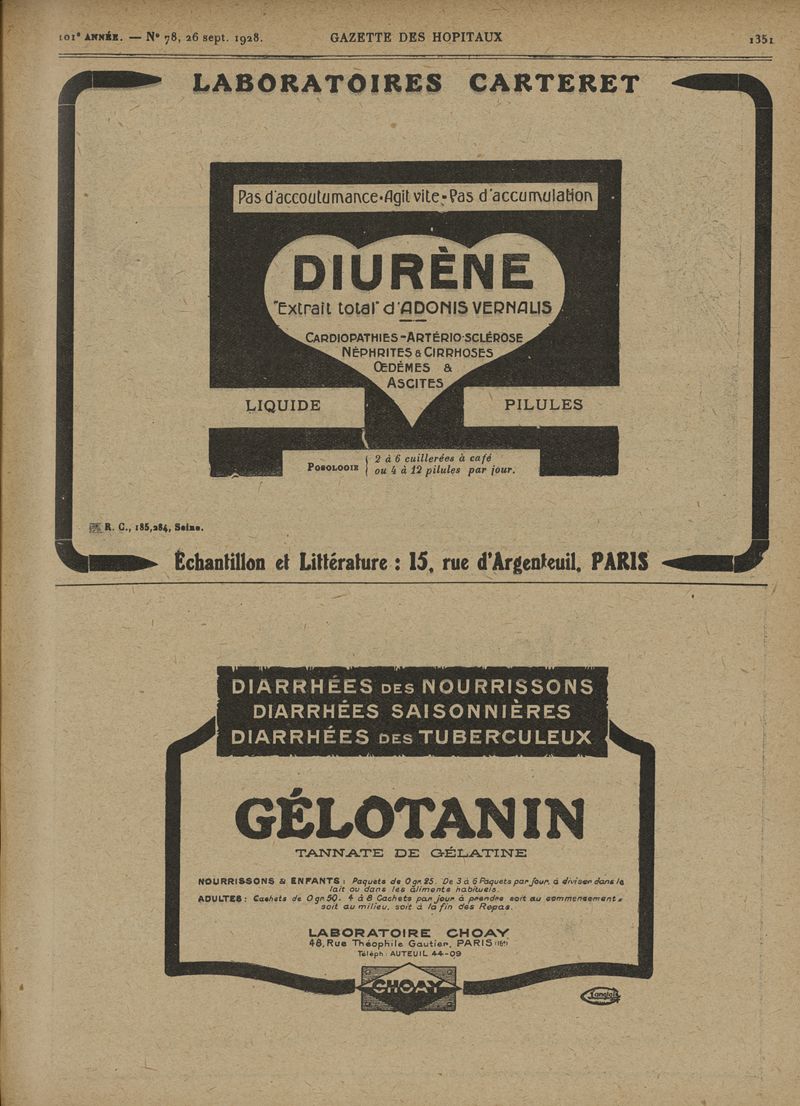 101e ANNÉE. — N° 78, 26 sept. 1928. GAZETTE DES HOPITAUX 1351
LABORATOIRES CARTERET
Pas d'accoutumance·Agit vite·Pas d'accumulation
DIURÈNE
"Extrait total" d'ADONIS VERNALIS
CARDIOPATHIES-ARTÉRIO-SCLÉROSE
NÉPHRITES & CIRRHOSES
ŒDÉMES &
ASCITES
LIQUIDE PILULES
POSOLOGIE { 2 à 6 cuillerées à café
ou 4 à 12 pilules par jour.
R. C., 185,284, Seine.
Échantillon et Littérature : 15, rue d'Argenteuil, PARIS
DIARRHÉES DES NOURRISSONS
DIARRHÉES SAISONNIÈRES
DIARRHÉES DES TUBERCULEUX
GÉLOTANIN
TANNATE DE GÉLATINE
NOURRISSONS & ENFANTS : Paquets de 0gr.25. De 3 à 6 Paquets par jour, à diviser dans le
lait ou dans les aliments habituels.
ADULTES : Cachets de 0gr.50. 4 à 8 Cachets par jour à prendre soit au commencement,
soit au milieu, soit à la fin des Repas.
LABORATOIRE CHOAY
48, Rue Théophile Gautier, PARIS (16e)
Téléph : AUTEUIL 44-09
CHOAY
Langlois